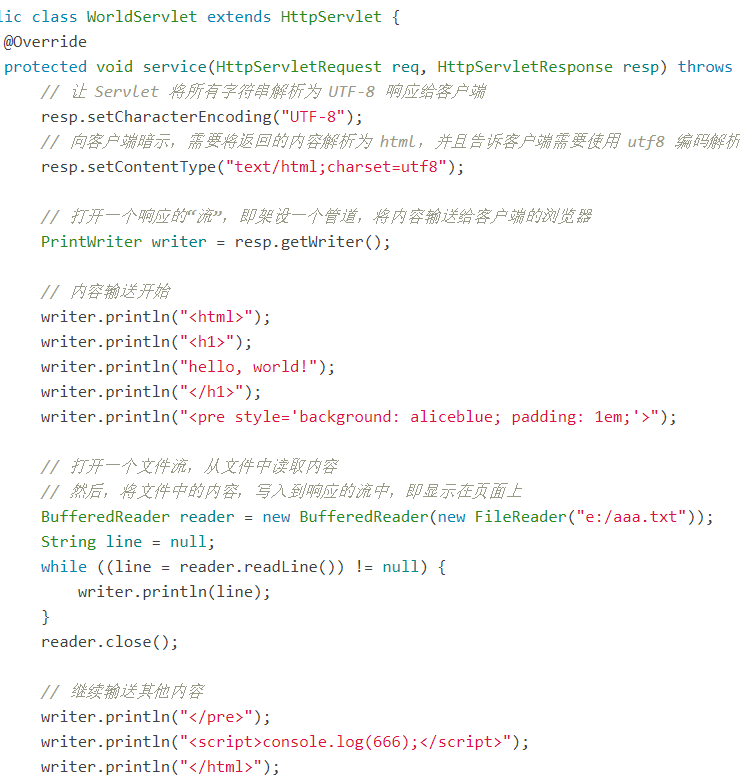 lic class WorldServlet extends HttpServlet {
@Override
protected void service(HttpServletRequest req, HttpServletResponse resp) throws
// 让 Servlet 将所有字符串解析为 UTF-8 响应给客户端
resp.setCharacterEncoding("UTF-8");
// 向客户端暗示，需要将返回的内容解析为 html，并且告诉客户端需要使用 utf8 编码解析
resp.setContentType("text/html;charset=utf8");
// 打开一个响应的“流”，即架设一个管道，将内容输送给客户端的浏览器
PrintWriter writer = resp.getWriter();
// 内容输送开始
writer.println("<html>");
writer.println("<h1>");
writer.println("hello, world!");
writer.println("</h1>");
writer.println("<pre style='background: aliceblue; padding: 1em;'>");
// 打开一个文件流，从文件中读取内容
// 然后，将文件中的内容，写入到响应的流中，即显示在页面上
BufferedReader reader = new BufferedReader(new FileReader("e:/aaa.txt"));
String line = null;
while ((line = reader.readLine()) != null) {
writer.println(line);
}
reader.close();
// 继续输送其他内容
writer.println("</pre>");
writer.println("<script>console.log(666);</script>");
writer.println("</html>");